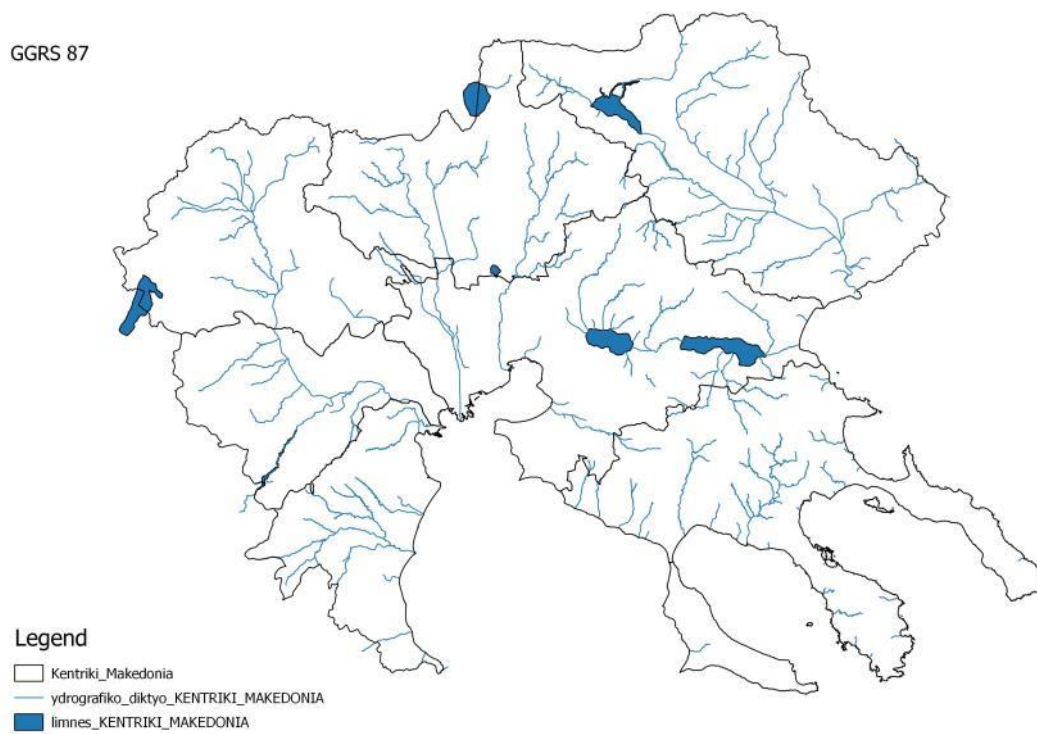 GGRS 87
Legend
Kentriki_Makedonia
ydrografiko_diktyo_KENTRIKI_MAKEDONIA
limnes_KENTRIKI_MAKEDONIA